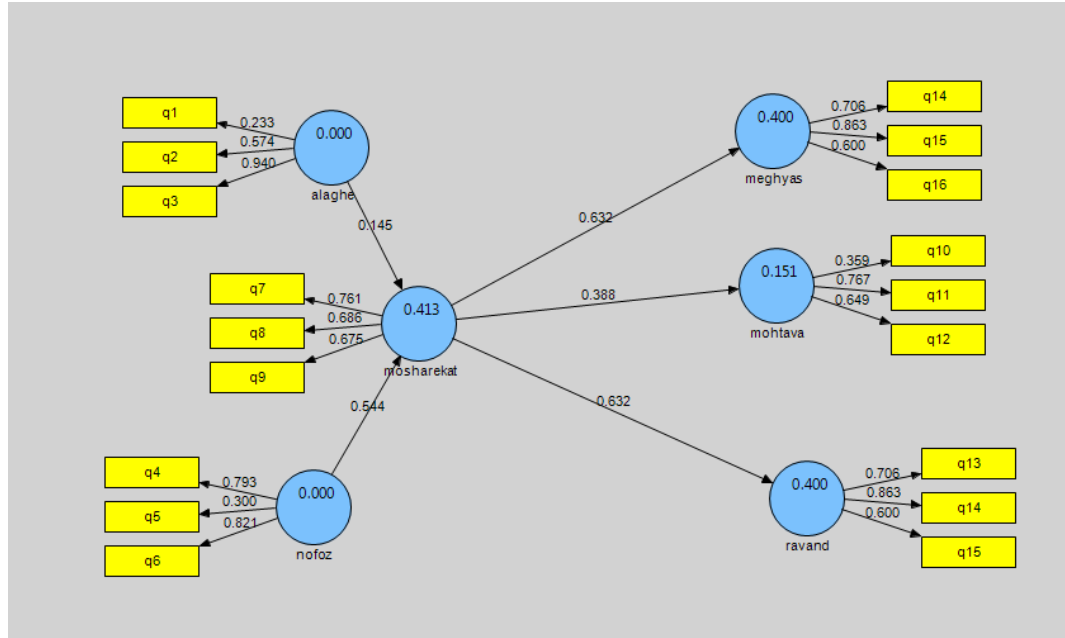 q1
q2
q3
0.233
0.574
0.940
0.000
alaghe
0.145
q7
q8
q9
0.761
0.686
0.675
0.413
mosharekat
0.544
q4
q5
q6
0.793
0.300
0.821
0.000
nofoz
0.632
0.400
meghyas
0.706
0.863
0.600
q14
q15
q16
0.388
0.151
mohtava
0.359
0.767
0.649
q10
q11
q12
0.632
0.400
ravand
0.706
0.863
0.600
q13
q14
q15